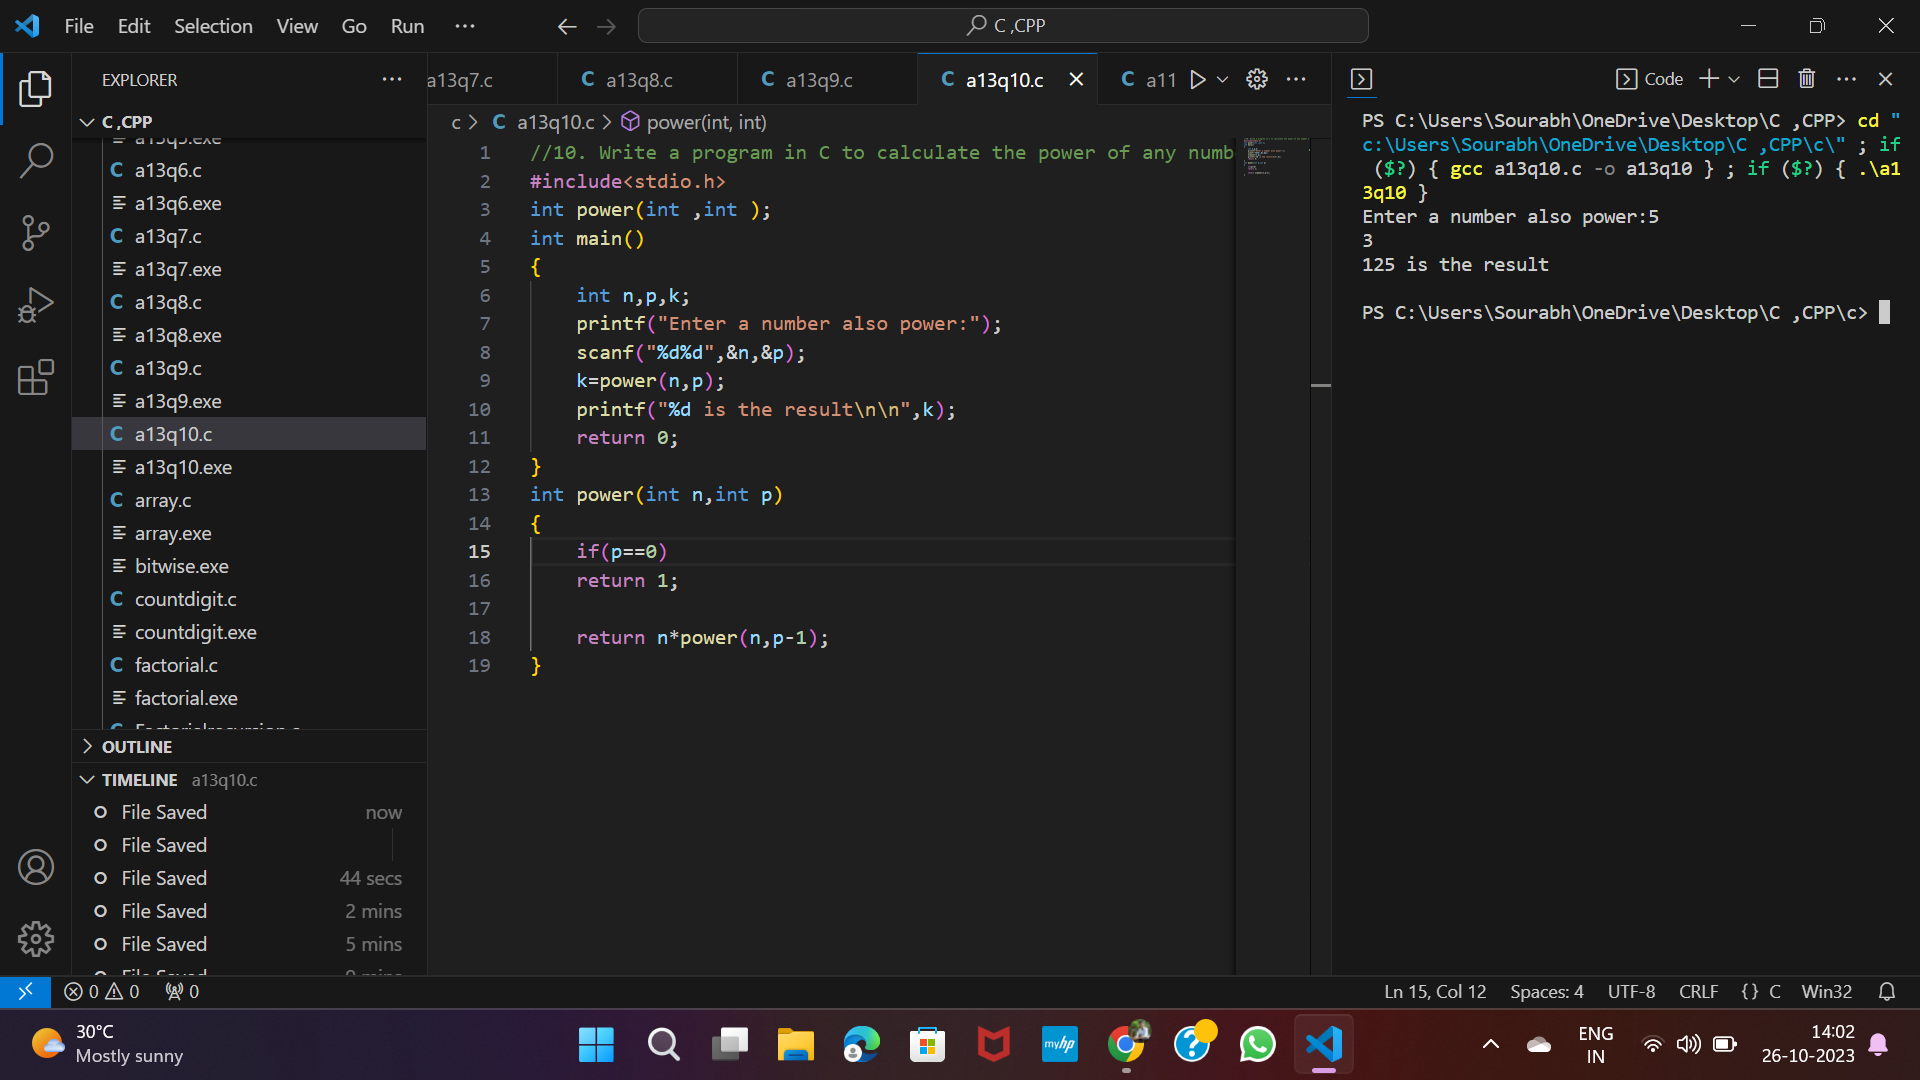 File Edit Selection View Go Run ··· C ,CPP
EXPLORER ···
C ,CPP
a13q6.c
a13q6.exe
a13q7.c
a13q7.exe
a13q8.c
a13q8.exe
a13q9.c
a13q9.exe
a13q10.c
a13q10.exe
array.c
array.exe
bitwise.exe
countdigit.c
countdigit.exe
factorial.c
factorial.exe
OUTLINE
TIMELINE a13q10.c
File Saved now
File Saved
File Saved 44 secs
File Saved 2 mins
File Saved 5 mins
a13q7.c C a13q8.c C a13q9.c C a13q10.c C a11
c > C a13q10.c > power(int, int)
1 //10. Write a program in C to calculate the power of any numb
2 #include<stdio.h>
3 int power(int ,int );
4 int main()
5 {
6 int n,p,k;
7 printf("Enter a number also power:");
8 scanf("%d%d",&n,&p);
9 k=power(n,p);
10 printf("%d is the result\n\n",k);
11 return 0;
12 }
13 int power(int n,int p)
14 {
15 if(p==0)
16 return 1;
17
18 return n*power(n,p-1);
19 }
Code
PS C:\Users\Sourabh\OneDrive\Desktop\C ,CPP> cd "
c:\Users\Sourabh\OneDrive\Desktop\C ,CPP\c\" ; if
($?) { gcc a13q10.c -o a13q10 } ; if ($?) { .\a1
3q10 }
Enter a number also power:5
3
125 is the result
PS C:\Users\Sourabh\OneDrive\Desktop\C ,CPP\c>
0 0 0 Ln 15, Col 12 Spaces: 4 UTF-8 CRLF {} C Win32
30°C
Mostly sunny
myhp
ENG
IN
14:02
26-10-2023